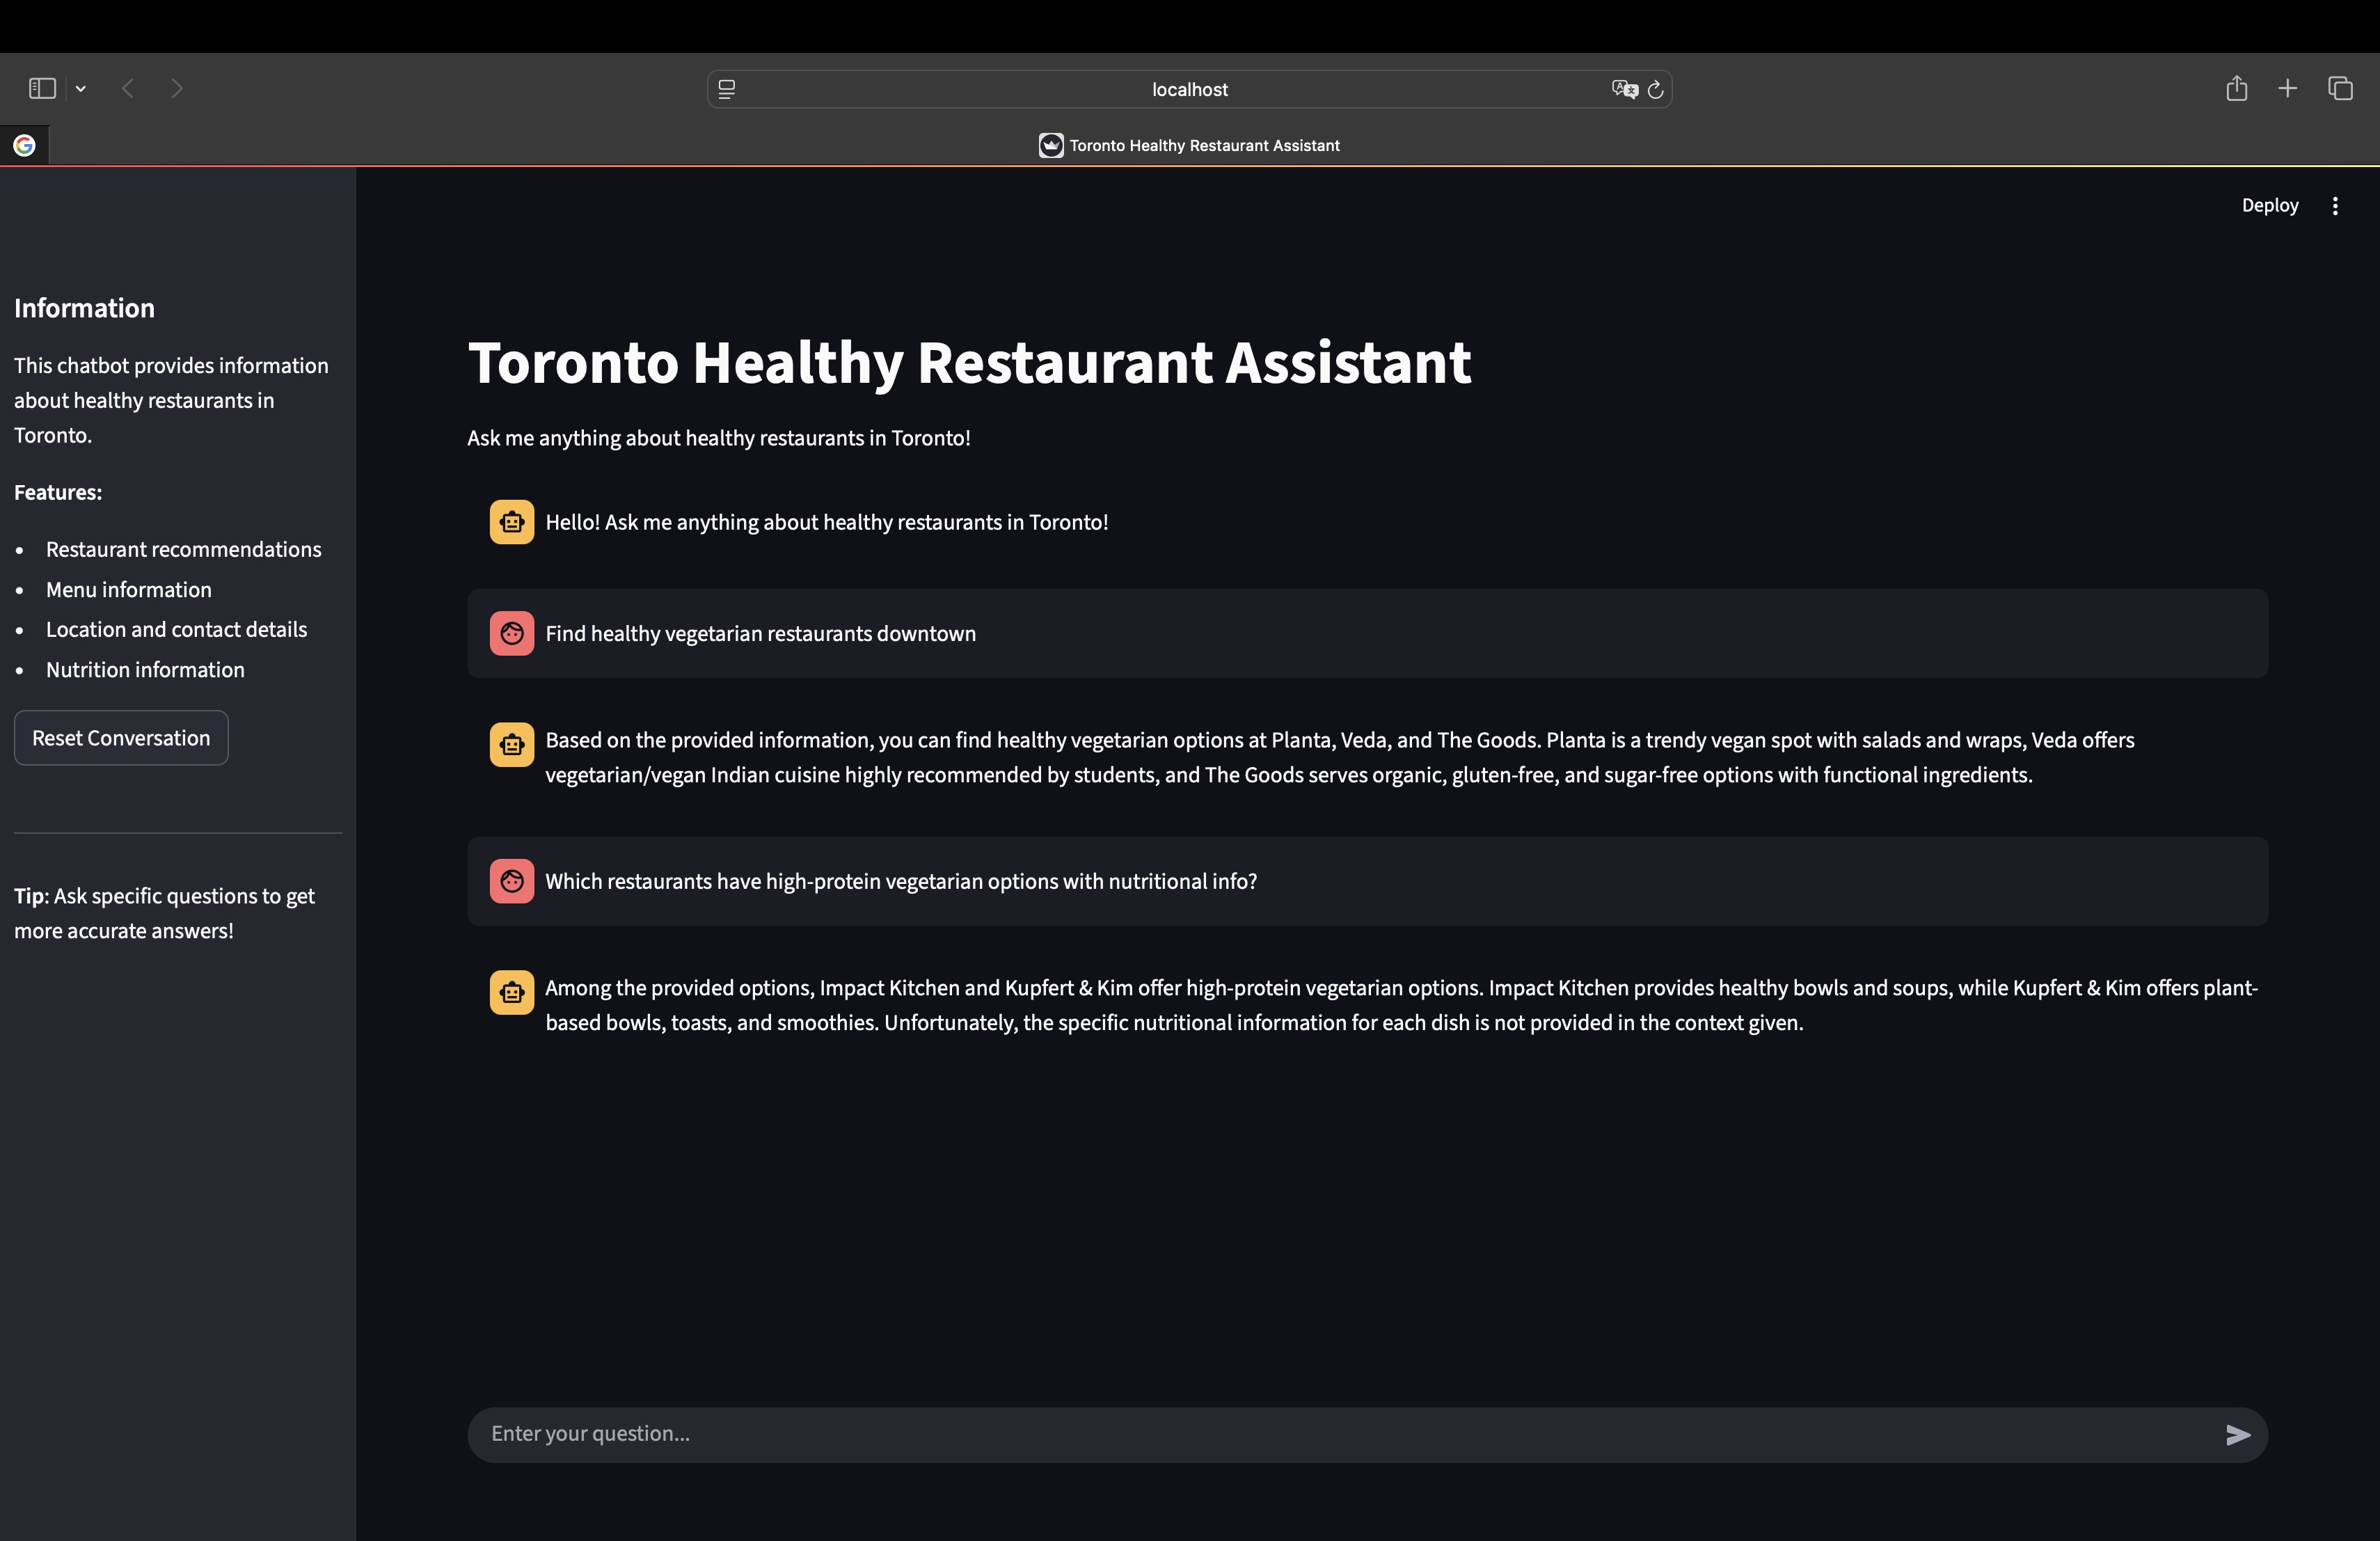 localhost
Toronto Healthy Restaurant Assistant
Deploy
Information
This chatbot provides information
about healthy restaurants in
Toronto.
Features:
• Restaurant recommendations
• Menu information
• Location and contact details
• Nutrition information
Reset Conversation
Tip: Ask specific questions to get
more accurate answers!
Toronto Healthy Restaurant Assistant
Ask me anything about healthy restaurants in Toronto!
Hello! Ask me anything about healthy restaurants in Toronto!
Find healthy vegetarian restaurants downtown
Based on the provided information, you can find healthy vegetarian options at Planta, Veda, and The Goods. Planta is a trendy vegan spot with salads and wraps, Veda offers
vegetarian/vegan Indian cuisine highly recommended by students, and The Goods serves organic, gluten-free, and sugar-free options with functional ingredients.
Which restaurants have high-protein vegetarian options with nutritional info?
Among the provided options, Impact Kitchen and Kupfert & Kim offer high-protein vegetarian options. Impact Kitchen provides healthy bowls and soups, while Kupfert & Kim offers plant-
based bowls, toasts, and smoothies. Unfortunately, the specific nutritional information for each dish is not provided in the context given.
Enter your question...